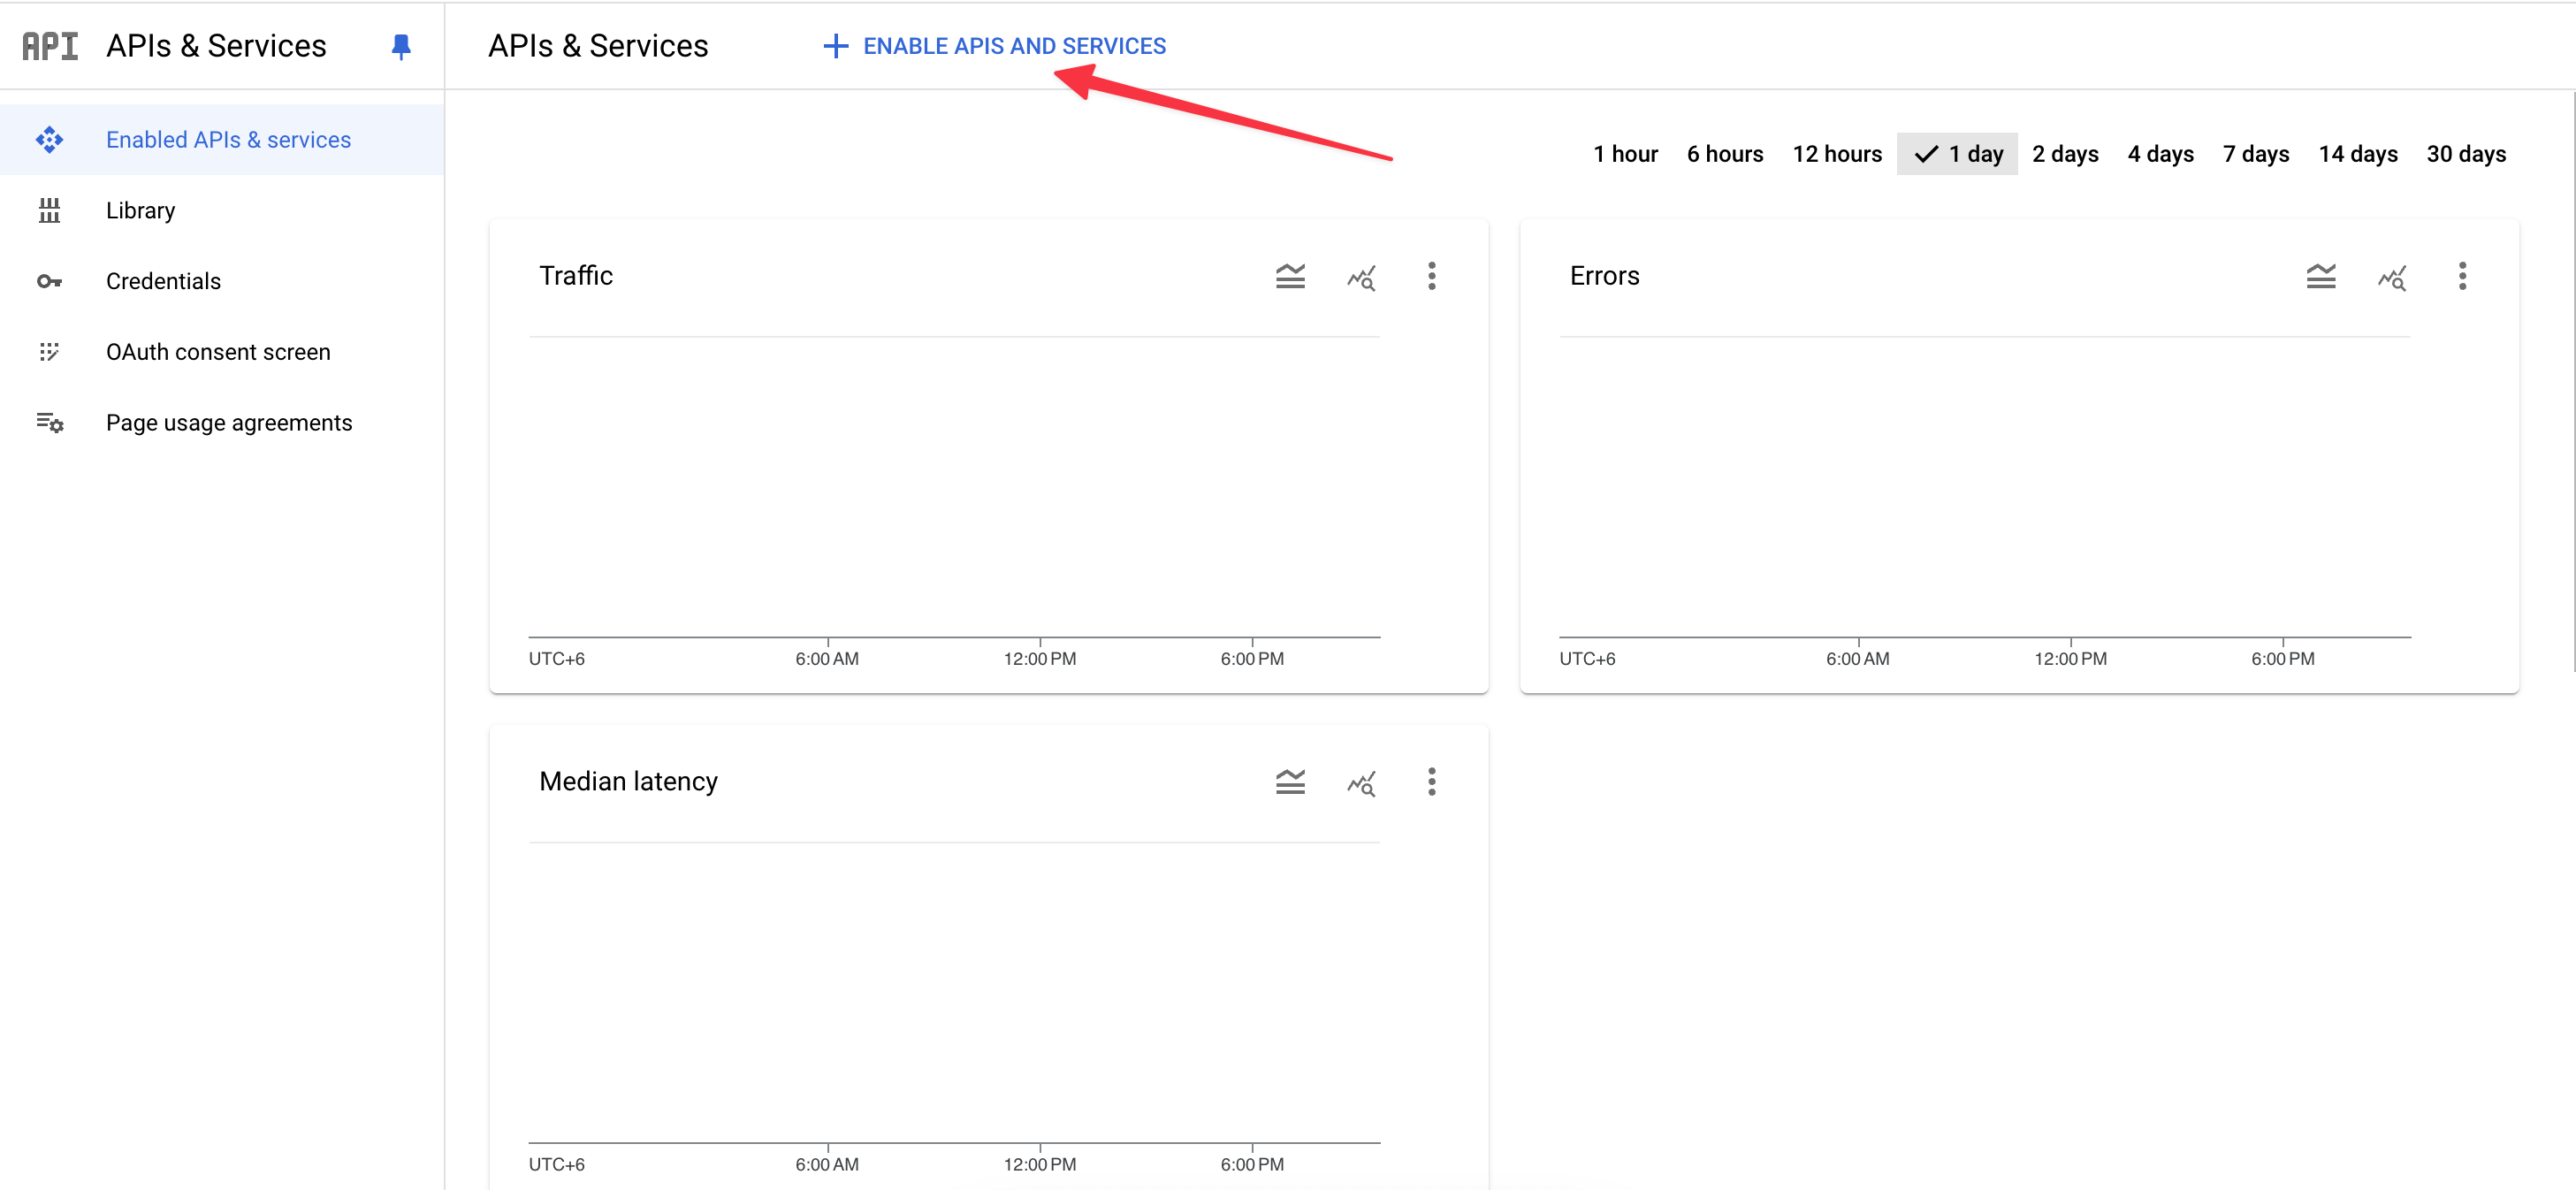 API APIs & Services
APIs & Services
ENABLE APIS AND SERVICES
Enabled APIs & services
Library
Credentials
OAuth consent screen
Page usage agreements
1 hour 6 hours 12 hours 1 day 2 days 4 days 7 days 14 days 30 days
Traffic
UTC+6 6:00 AM 12:00 PM 6:00 PM
Errors
UTC+6 6:00 AM 12:00 PM 6:00 PM
Median latency
UTC+6 6:00 AM 12:00 PM 6:00 PM